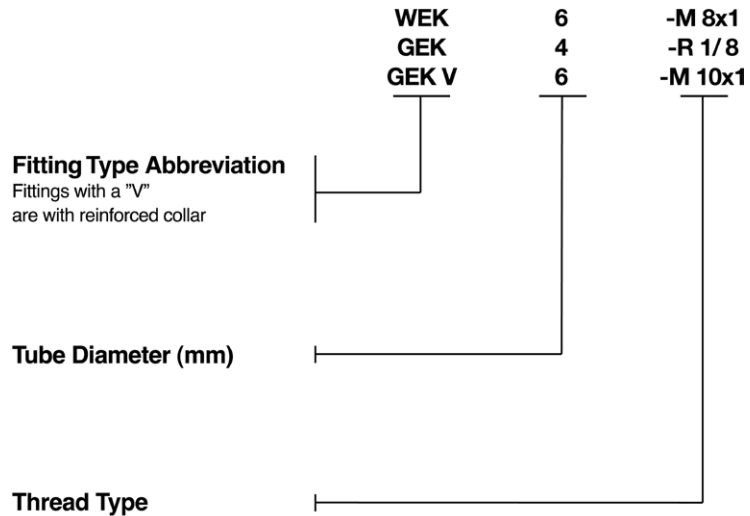 WEK 6 -M 8x1
GEK 4 -R 1/ 8
GEK V 6 -M 10x1
Fitting Type Abbreviation
Fittings with a ”V”
are with reinforced collar
Tube Diameter (mm)
Thread Type